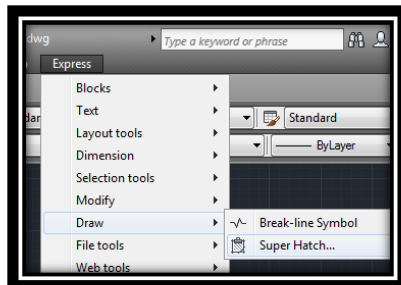 dwg Type a keyword or phrase
Express
Blocks
Text
Standard
Layout tools
Dimension
ByLayer
Selection tools
Modify
Draw
Break-line Symbol
File tools
Super Hatch...
Web tools